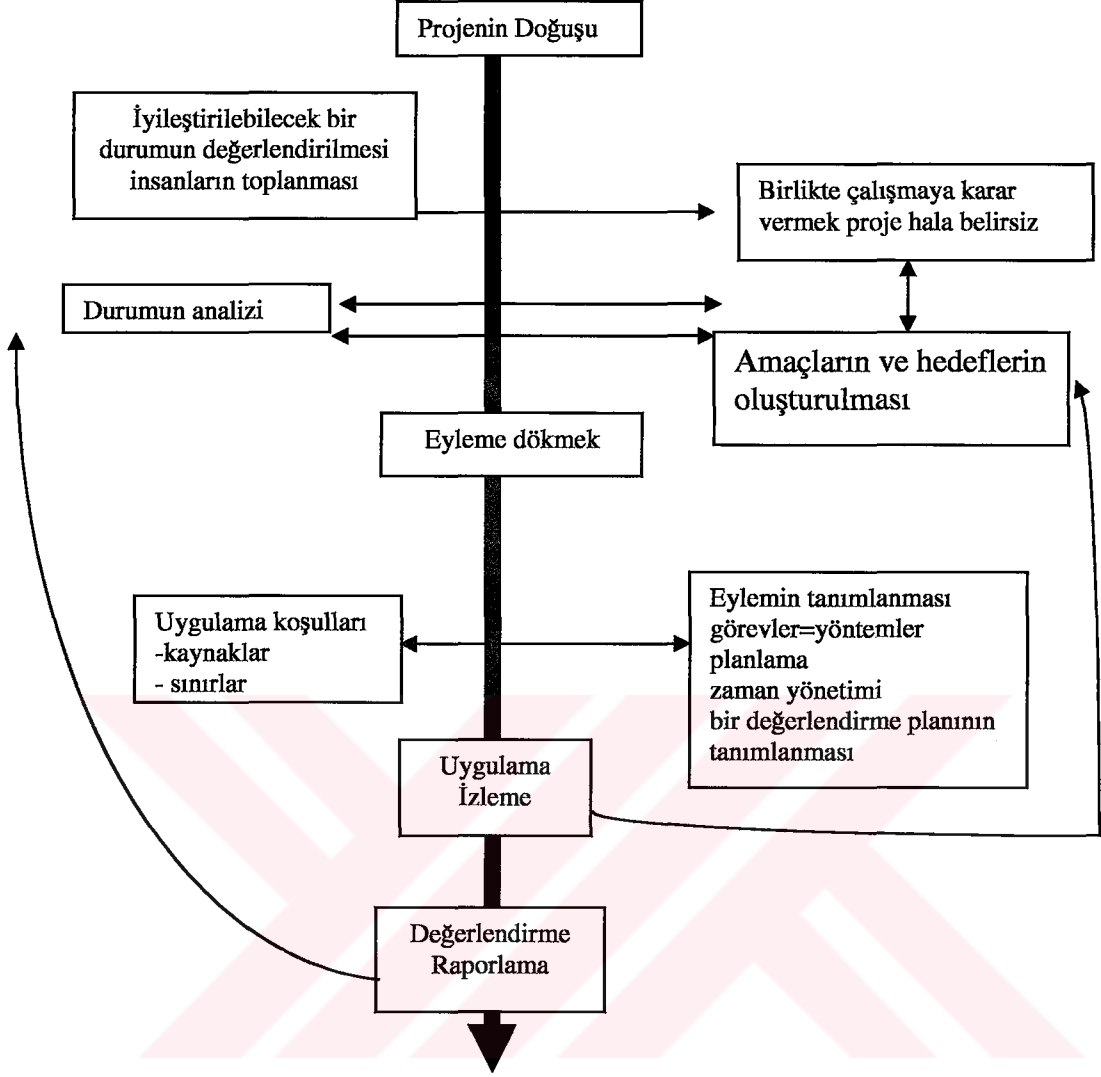 Projenin Doğuşu
İyileştirilebilecek bir
durumun değerlendirilmesi
insanların toplanması
Birlikte çalışmaya karar
vermek proje hala belirsiz
Durumun analizi
Amaçların ve hedeflerin
oluşturulması
Eyleme dökmek
Uygulama koşulları
-kaynaklar
- sınırlar
Eylemin tanımlanması
görevler=yöntemler
planlama
zaman yönetimi
bir değerlendirme planının
tanımlanması
Uygulama
İzleme
Değerlendirme
Raporlama